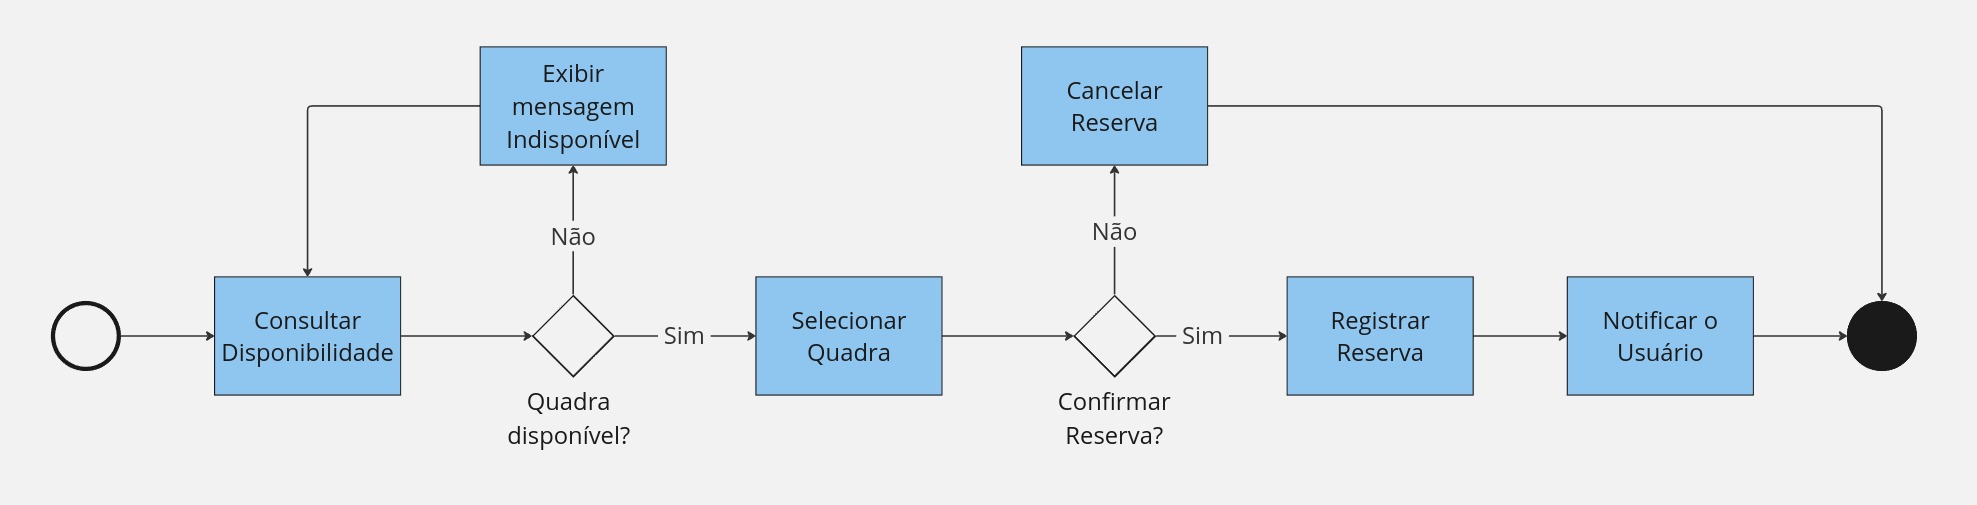 Exibir
mensagem
Indisponível
Cancelar
Reserva
Não
Não
Consultar
Disponibilidade
Sim
Selecionar
Quadra
Sim
Registrar
Reserva
Notificar o
Usuário
Quadra
disponível?
Confirmar
Reserva?